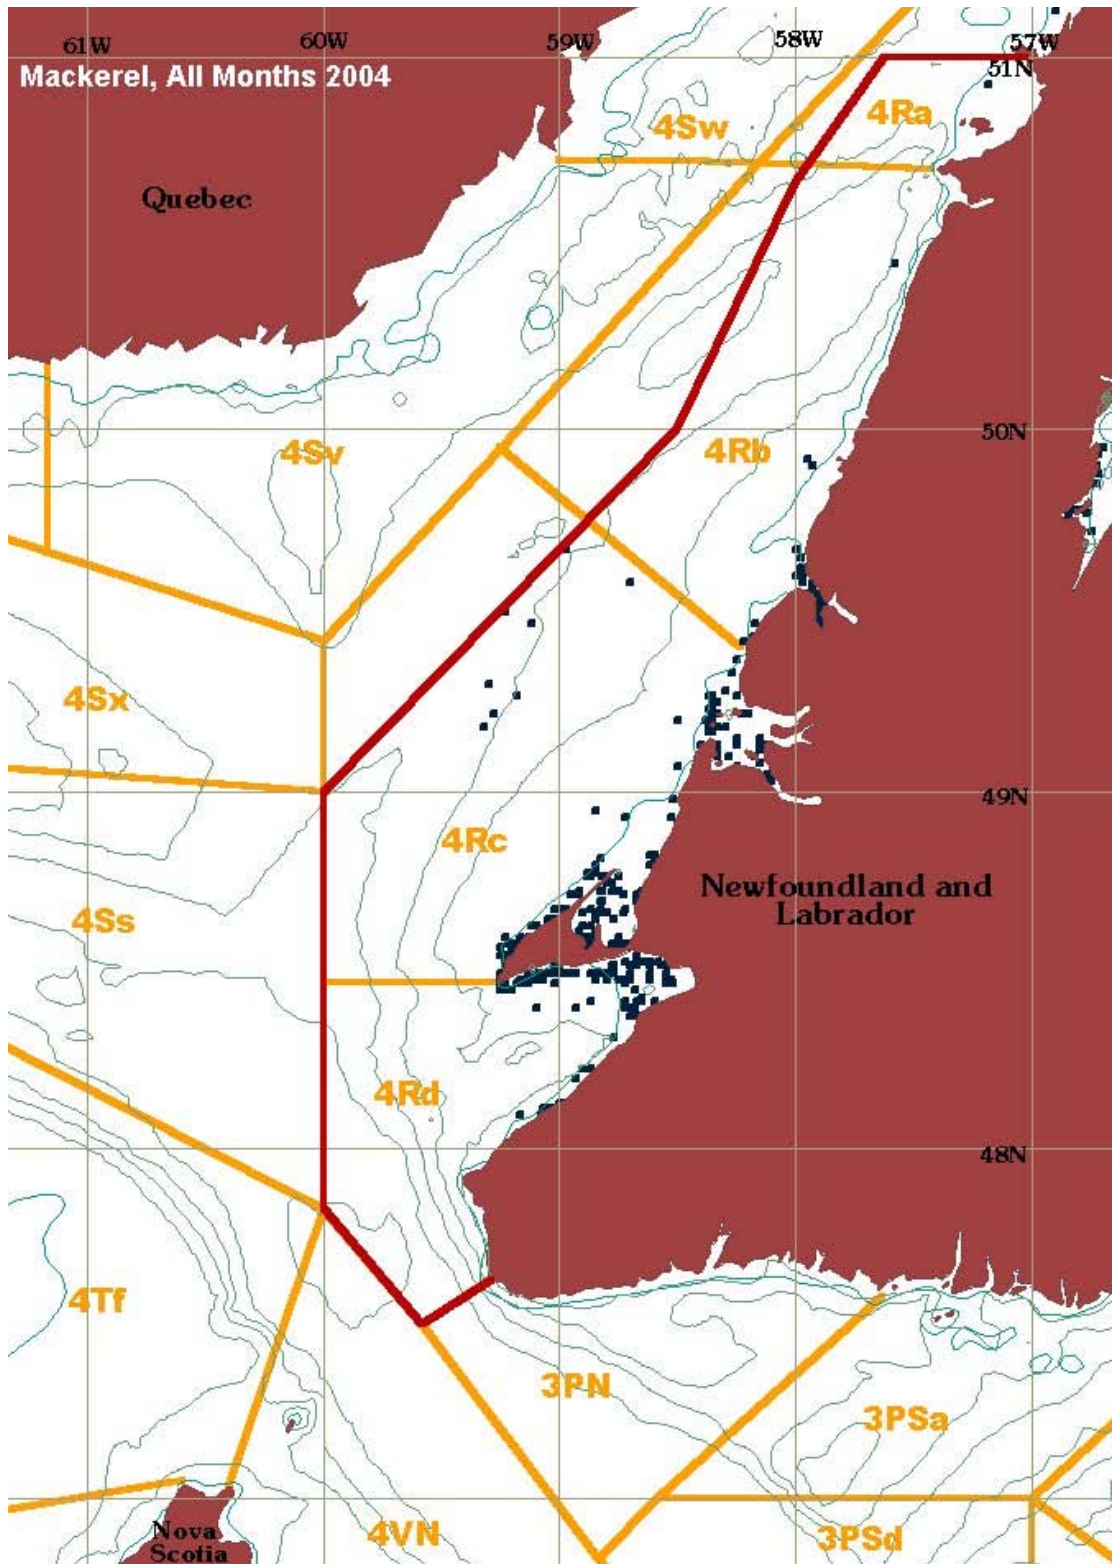 61W
60W
59W
58W
57W
51N
Mackerel, All Months 2004
4Ra
4Sw
Quebec
50N
4Sv
4Rb
4Sx
49N
4Rc
Newfoundland and
Labrador
4Ss
4Rd
48N
4Tf
3PN
3PSa
4VN
3PSd
Nova
Scotia